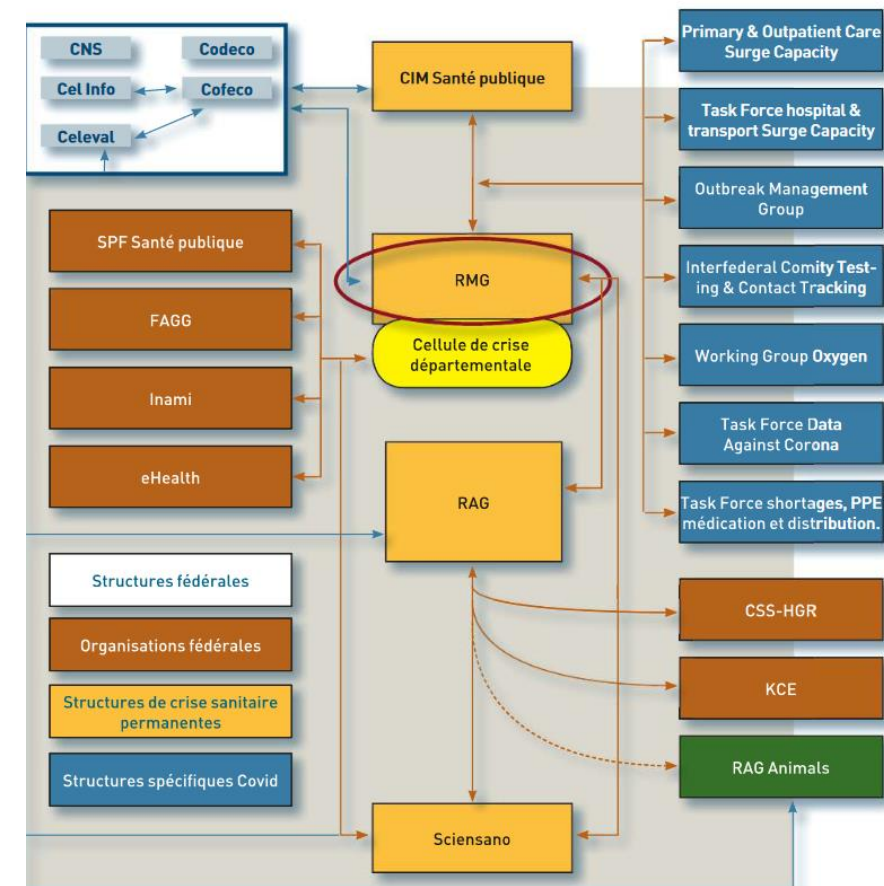 CNS
Codeco
Cel Info
Cofeco
Celeval
CIM Santé publique
Primary & Outpatient Care
Surge Capacity
Task Force hospital &
transport Surge Capacity
Outbreak Management
Group
Interfederal Comity Test-
ing & Contact Tracking
Working Group Oxygen
Task Force Data
Against Corona
Task Force shortages, PPE
médication et distribution.
SPF Santé publique
FAGG
Inami
eHealth
RMG
Cellule de crise
départementale
RAG
Structures fédérales
Organisations fédérales
Structures de crise sanitaire
permanentes
Structures spécifiques Covid
CSS-HGR
KCE
RAG Animals
Sciensano